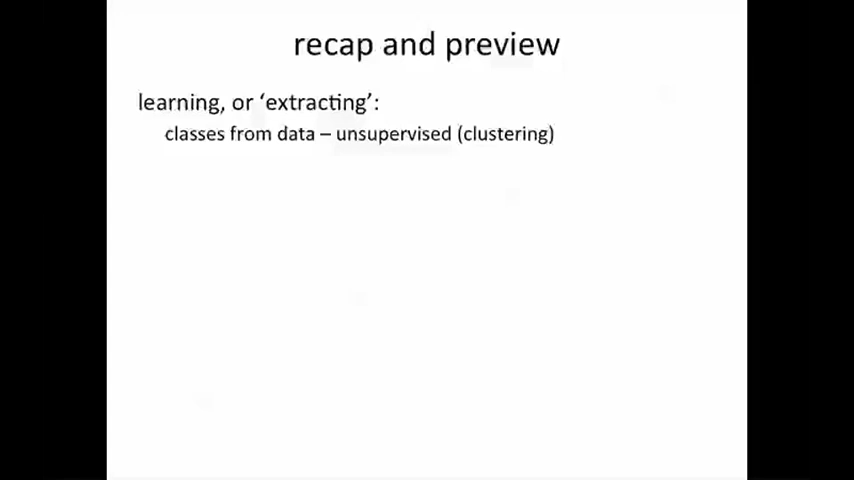 recap and preview
learning, or ‘extracting’:
classes from data – unsupervised (clustering)